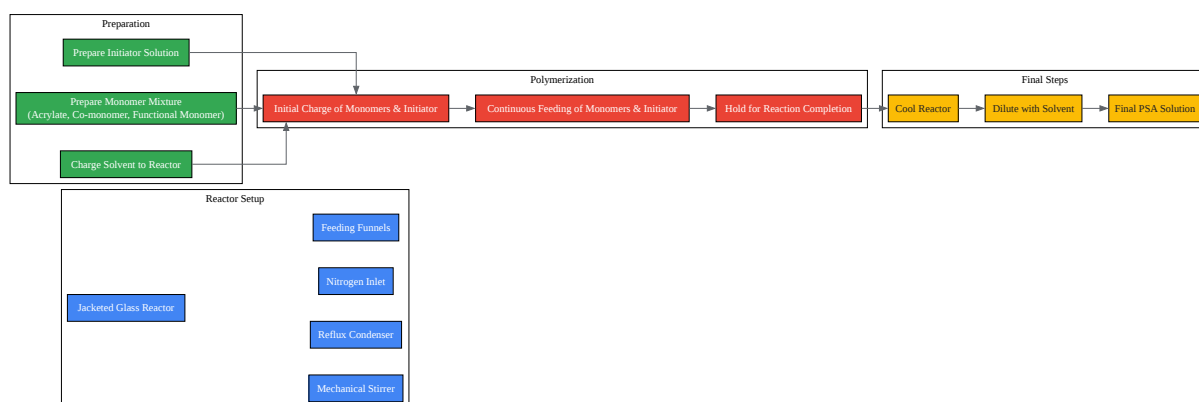 Preparation
Prepare Initiator Solution
Prepare Monomer Mixture
(Acrylate, Co-monomer, Functional Monomer)
Charge Solvent to Reactor
Polymerization
Initial Charge of Monomers & Initiator
Continuous Feeding of Monomers & Initiator
Hold for Reaction Completion
Final Steps
Cool Reactor
Dilute with Solvent
Final PSA Solution
Reactor Setup
Jacketed Glass Reactor
Feeding Funnels
Nitrogen Inlet
Reflux Condenser
Mechanical Stirrer